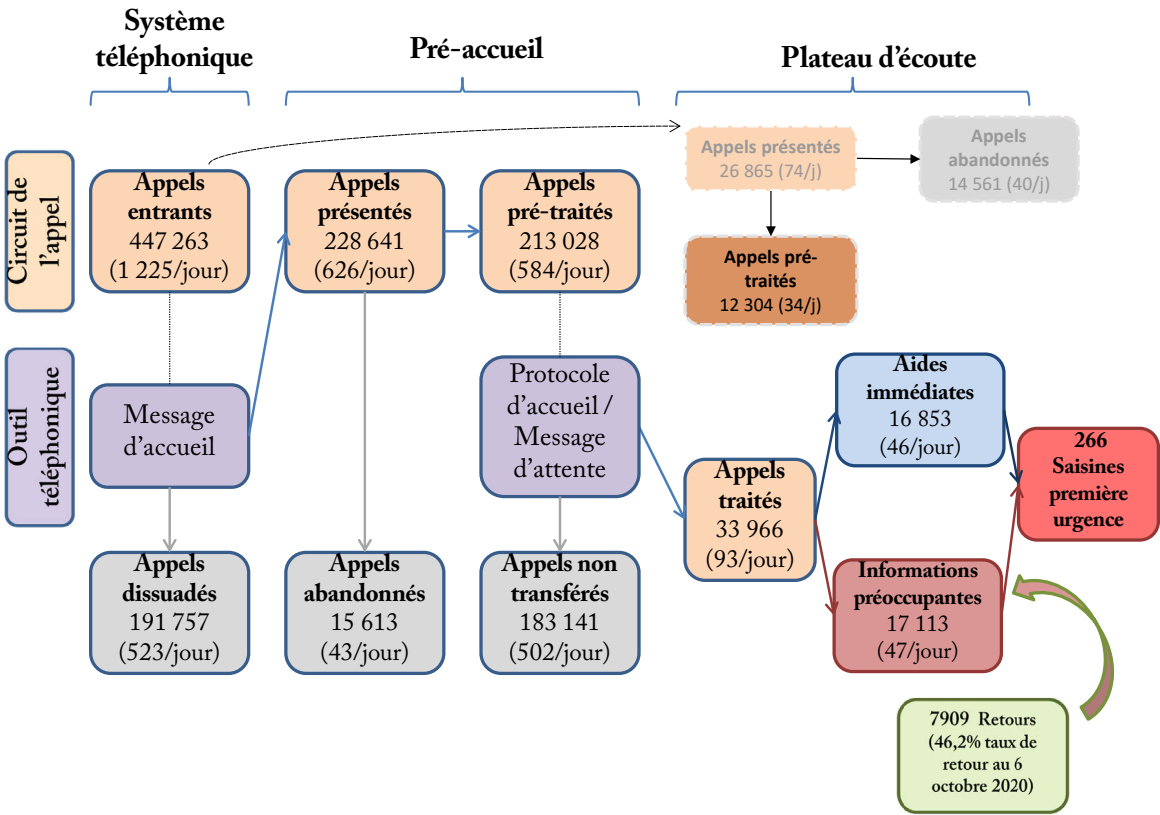 Système
téléphonique
Pré-accueil
Plateau d'écoute
Circuit de
l'appel
Appels
entrants
447 263
(1 225/jour)
Appels
présentés
228 641
(626/jour)
Appels
pré-traités
213 028
(584/jour)
Appels présentés
26 865 (74/j)
Appels
abandonnés
14 561 (40/j)
Appels pré-
traités
12 304 (34/j)
Outil
téléphonique
Message
d'accueil
Protocole
d'accueil /
Message
d'attente
Appels
traités
33 966
(93/jour)
Aides
immédiates
16 853
(46/jour)
266
Saisines
première
urgence
Appels
dissuadés
191 757
(523/jour)
Appels
abandonnés
15 613
(43/jour)
Appels non
transférés
183 141
(502/jour)
Informations
préoccupantes
17 113
(47/jour)
7909 Retours
(46,2% taux de
retour au 6
octobre 2020)